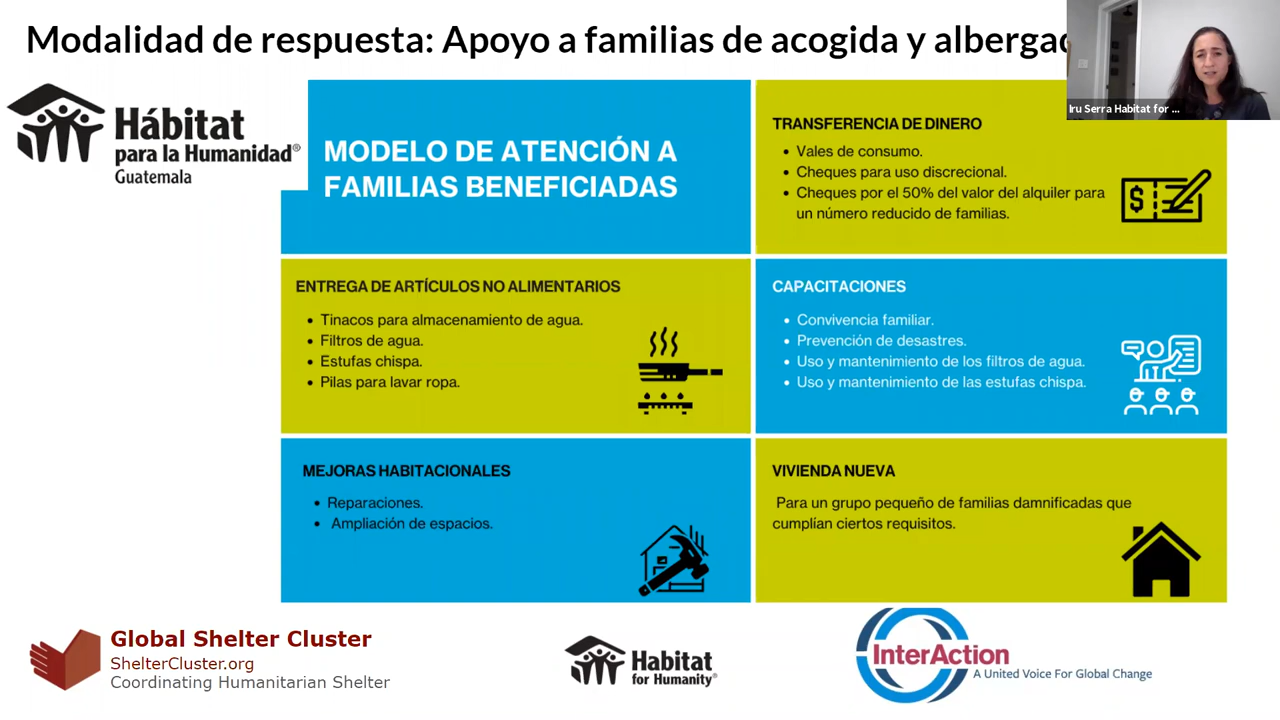 Modalidad de respuesta: Apoyo a familias de acogida y
Iru Serra Habitat for ...
Hábitat
para la Humanidad®
Guatemala
MODELO DE ATENCIÓN A
FAMILIAS BENEFICIADAS
TRANSFERENCIA DE DINERO
• Vales de consumo.
• Cheques para uso discrecional.
• Cheques por el 50% del valor del alquiler para
un número reducido de familias.
ENTREGA DE ARTÍCULOS NO ALIMENTARIOS
• Tinacos para almacenamiento de agua.
• Filtros de agua.
• Estufas chispa.
• Pilas para lavar ropa.
CAPACITACIONES
• Convivencia familiar.
• Prevención de desastres.
• Uso y mantenimiento de los filtros de agua.
• Uso y mantenimiento de las estufas chispa.
MEJORAS HABITACIONALES
• Reparaciones.
• Ampliación de espacios.
VIVIENDA NUEVA
Para un grupo pequeño de familias damnificadas que
cumplían ciertos requisitos.
Global Shelter Cluster
ShelterCluster.org
Coordinating Humanitarian Shelter
Habitat
for Humanity®
InterAction
A United Voice For Global Change